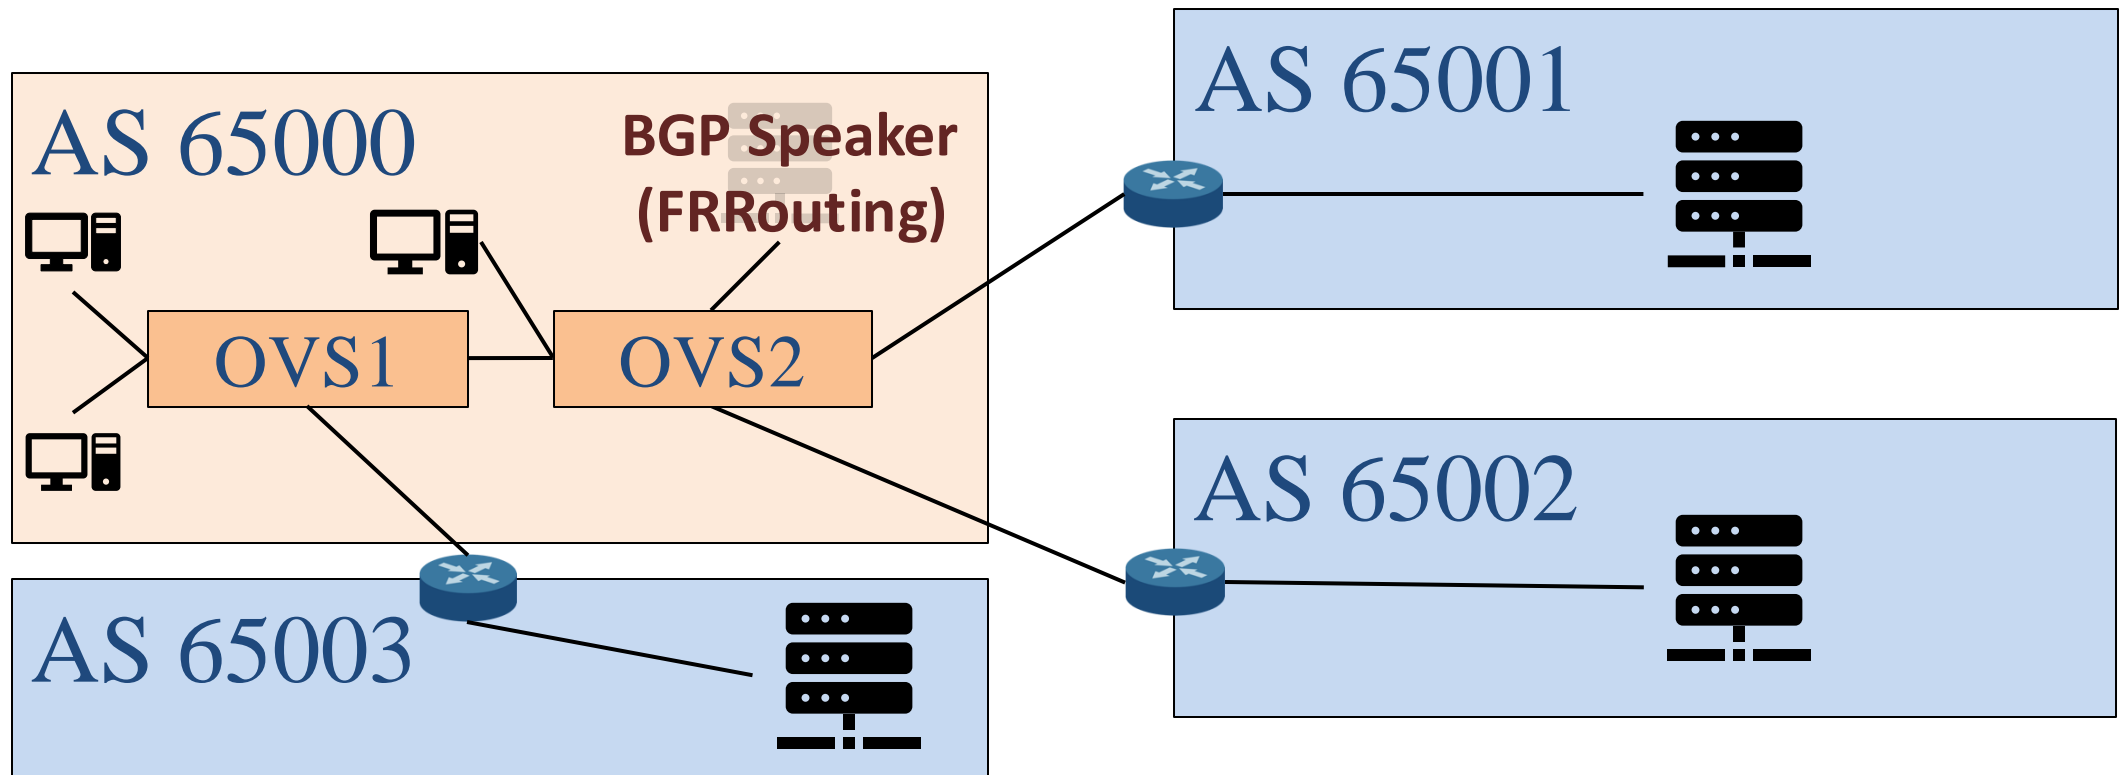 AS 65000
BGP Speaker
(FRRouting)
OVS1
OVS2
AS 65001
AS 65002
AS 65003